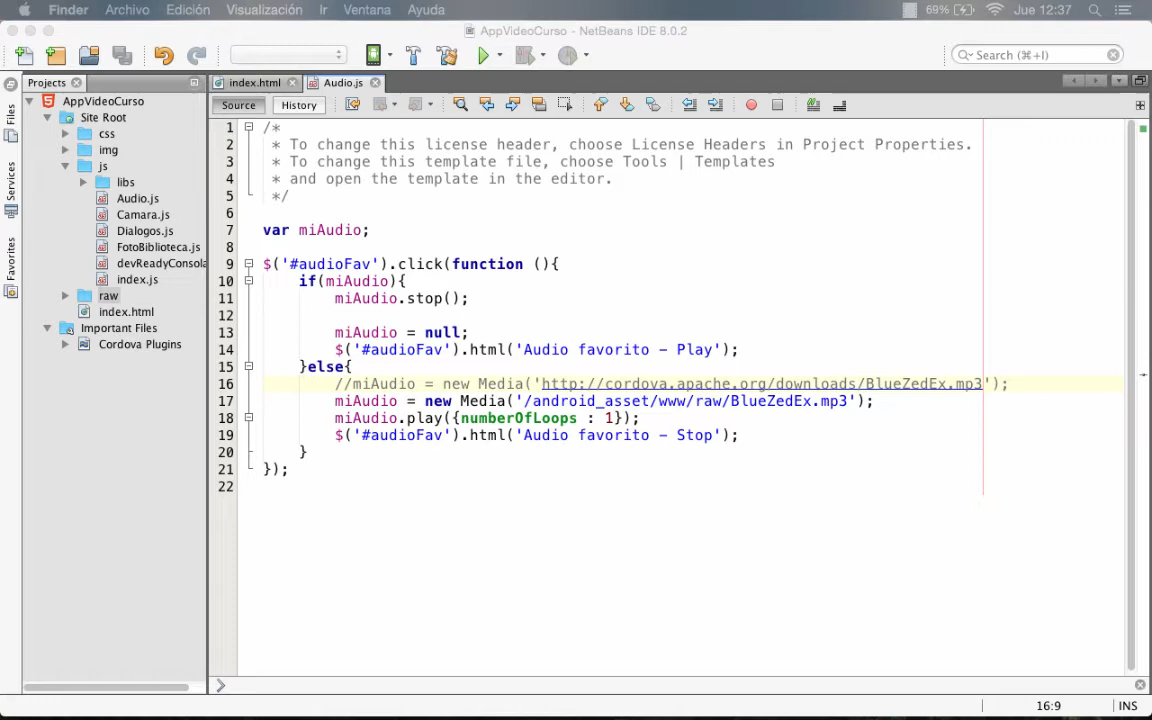 Finder Archivo Edición Visualización Ir Ventana Ayuda 69% Jue 12:37
AppVideoCurso - NetBeans IDE 8.0.2
Search (⌘+I)
Projects index.html Audio.js
Source History
Files
Services
Favorites
AppVideoCurso
Site Root
css
img
js
libs
Audio.js
Camara.js
Dialogos.js
FotoBiblioteca.js
devReadyConsola
index.js
raw
index.html
Important Files
Cordova Plugins
1 /*
2 * To change this license header, choose License Headers in Project Properties.
3 * To change this template file, choose Tools | Templates
4 * and open the template in the editor.
5 */
6
7 var miAudio;
8
9 $('#audioFav').click(function (){
10 if(miAudio){
11 miAudio.stop();
12
13 miAudio = null;
14 $('#audioFav').html('Audio favorito - Play');
15 }else{
16 //miAudio = new Media('http://cordova.apache.org/downloads/BlueZedEx.mp3');
17 miAudio = new Media('/android_asset/www/raw/BlueZedEx.mp3');
18 miAudio.play({numberOfLoops : 1});
19 $('#audioFav').html('Audio favorito - Stop');
20 }
21 });
22
16:9 INS